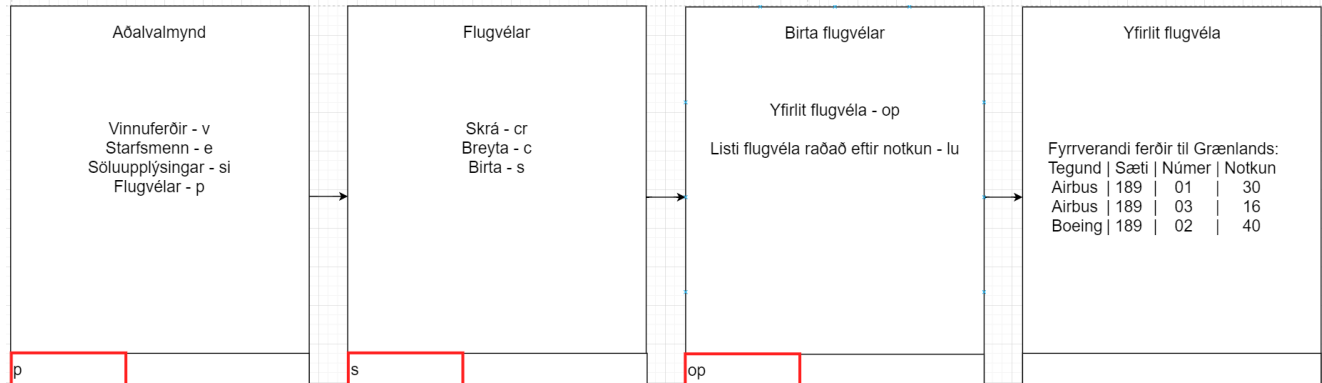 Aðalvalmynd
Vinnuferðir - v
Starfsmenn - e
Söluupplýsingar - si
Flugvélar - p
p
Flugvélar
Skrá - cr
Breyta - c
Birta - s
s
Birta flugvélar
Yfirlit flugvéla - op
Listi flugvéla raðað eftir notkun - lu
op
Yfirlit flugvéla
Fyrrverandi ferðir til Grænlands:
Tegund | Sæti | Númer | Notkun
Airbus | 189 | 01 | 30
Airbus | 189 | 03 | 16
Boeing | 189 | 02 | 40